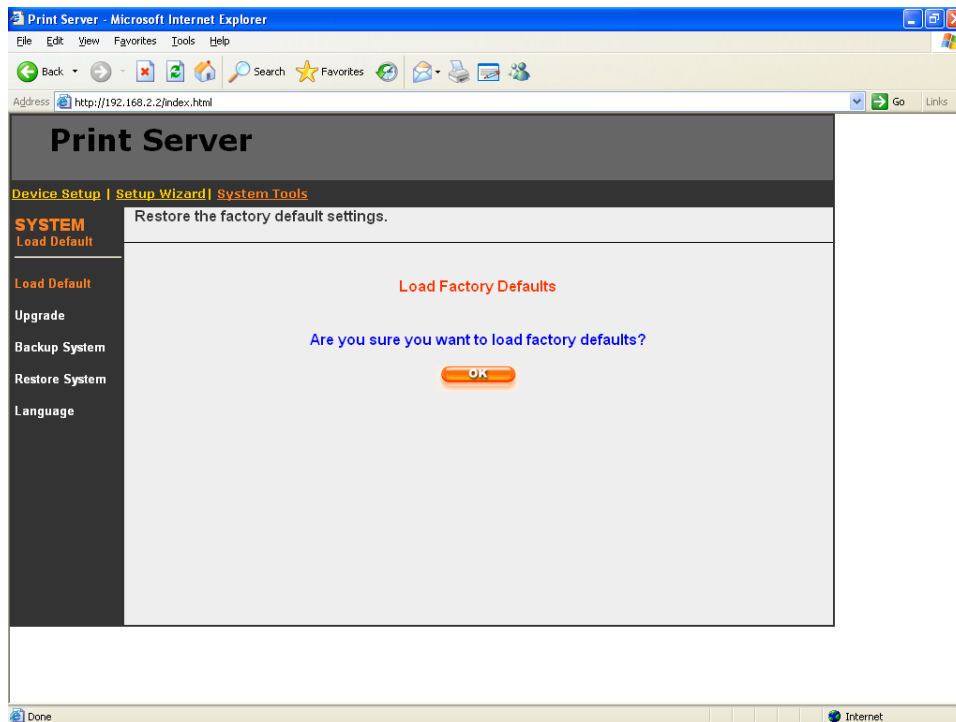 Print Server - Microsoft Internet Explorer
File Edit View Favorites Tools Help
Back Search Favorites
Address http://192.168.2.2/index.html Go Links
Print Server
Device Setup | Setup Wizard| System Tools
SYSTEM
Load Default
Restore the factory default settings.
Load Default
Upgrade
Backup System
Restore System
Language
Load Factory Defaults
Are you sure you want to load factory defaults?
OK
Done Internet